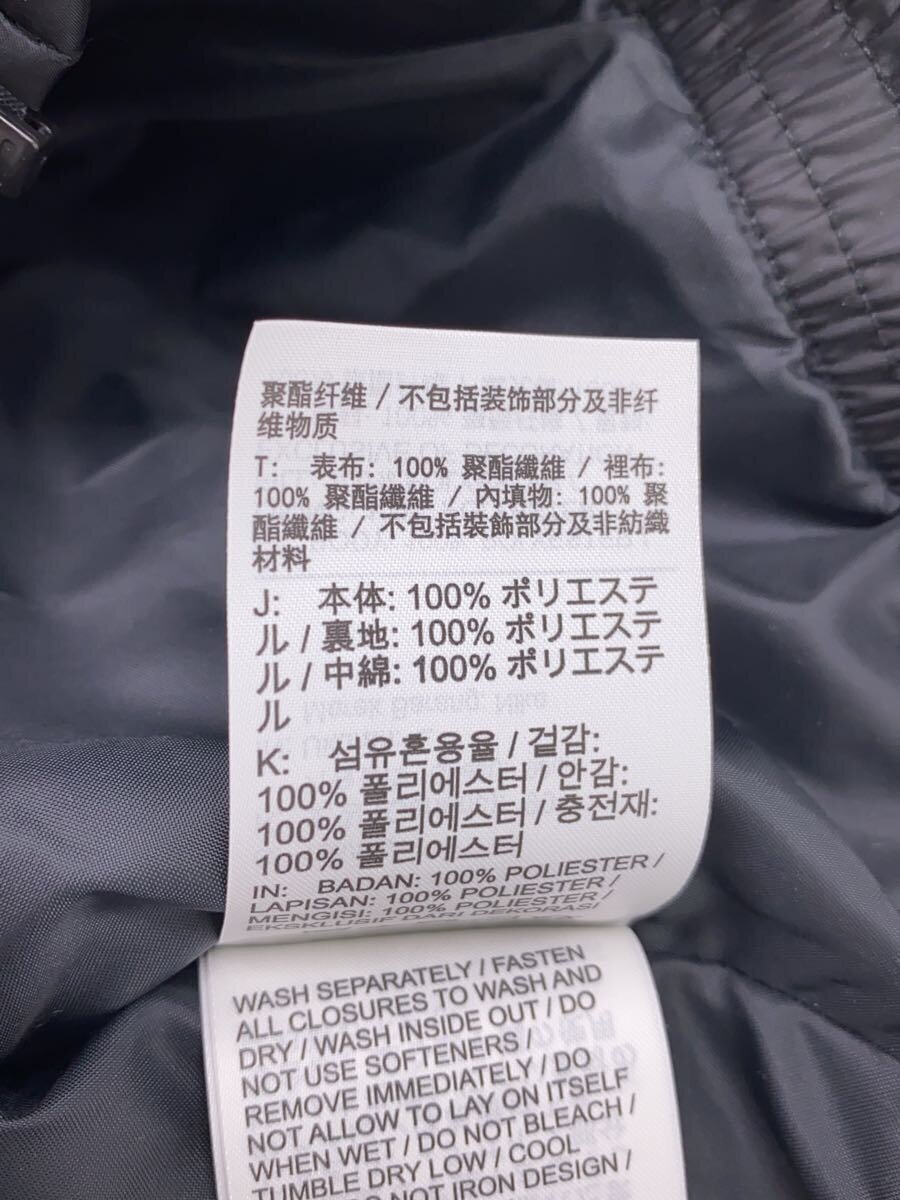 聚酯纤维 / 不包括装饰部分及非纤
维物质
T: 表布: 100% 聚酯纖維 / 裡布:
100% 聚酯纖維 / 內填物: 100% 聚
酯纖維 / 不包括裝飾部分及非紡織
材料
J: 本体: 100% ポリエステ
ル / 裏地: 100% ポリエステ
ル / 中綿: 100% ポリエステ
ル
K: 섬유혼용율 / 겉감:
100% 폴리에스터 / 안감:
100% 폴리에스터 / 충전재:
100% 폴리에스터
IN: BADAN: 100% POLIESTER /
LAPISAN: 100% POLIESTER /
MENGISI: 100% POLIESTER /
EKSKLUSIF DARI DEKORASI
WASH SEPARATELY / FASTEN
ALL CLOSURES TO WASH AND
DRY / WASH INSIDE OUT / DO
NOT USE SOFTENERS /
REMOVE IMMEDIATELY / DO
NOT ALLOW TO LAY ON ITSELF
WHEN WET / DO NOT BLEACH /
TUMBLE DRY LOW / COOL
DO NOT IRON DESIGN /